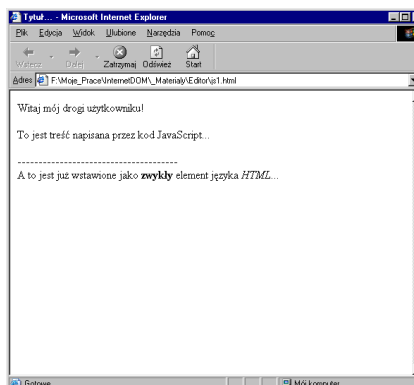 Tytuł... - Microsoft Internet Explorer
Plik Edycja Widok Ulubione Narzędzia Pomoc
Wstecz Dalej Zatrzymaj Odśwież Start
Adres F:\Moje_Prace\InternetDOM\_Materialy\Editor\js1.html
Witaj mój drogi użytkowniku!
To jest treść napisana przez kod JavaScript...
--------------------------------------
A to jest już wstawione jako zwykły element języka HTML...
Gotowe Mój komputer